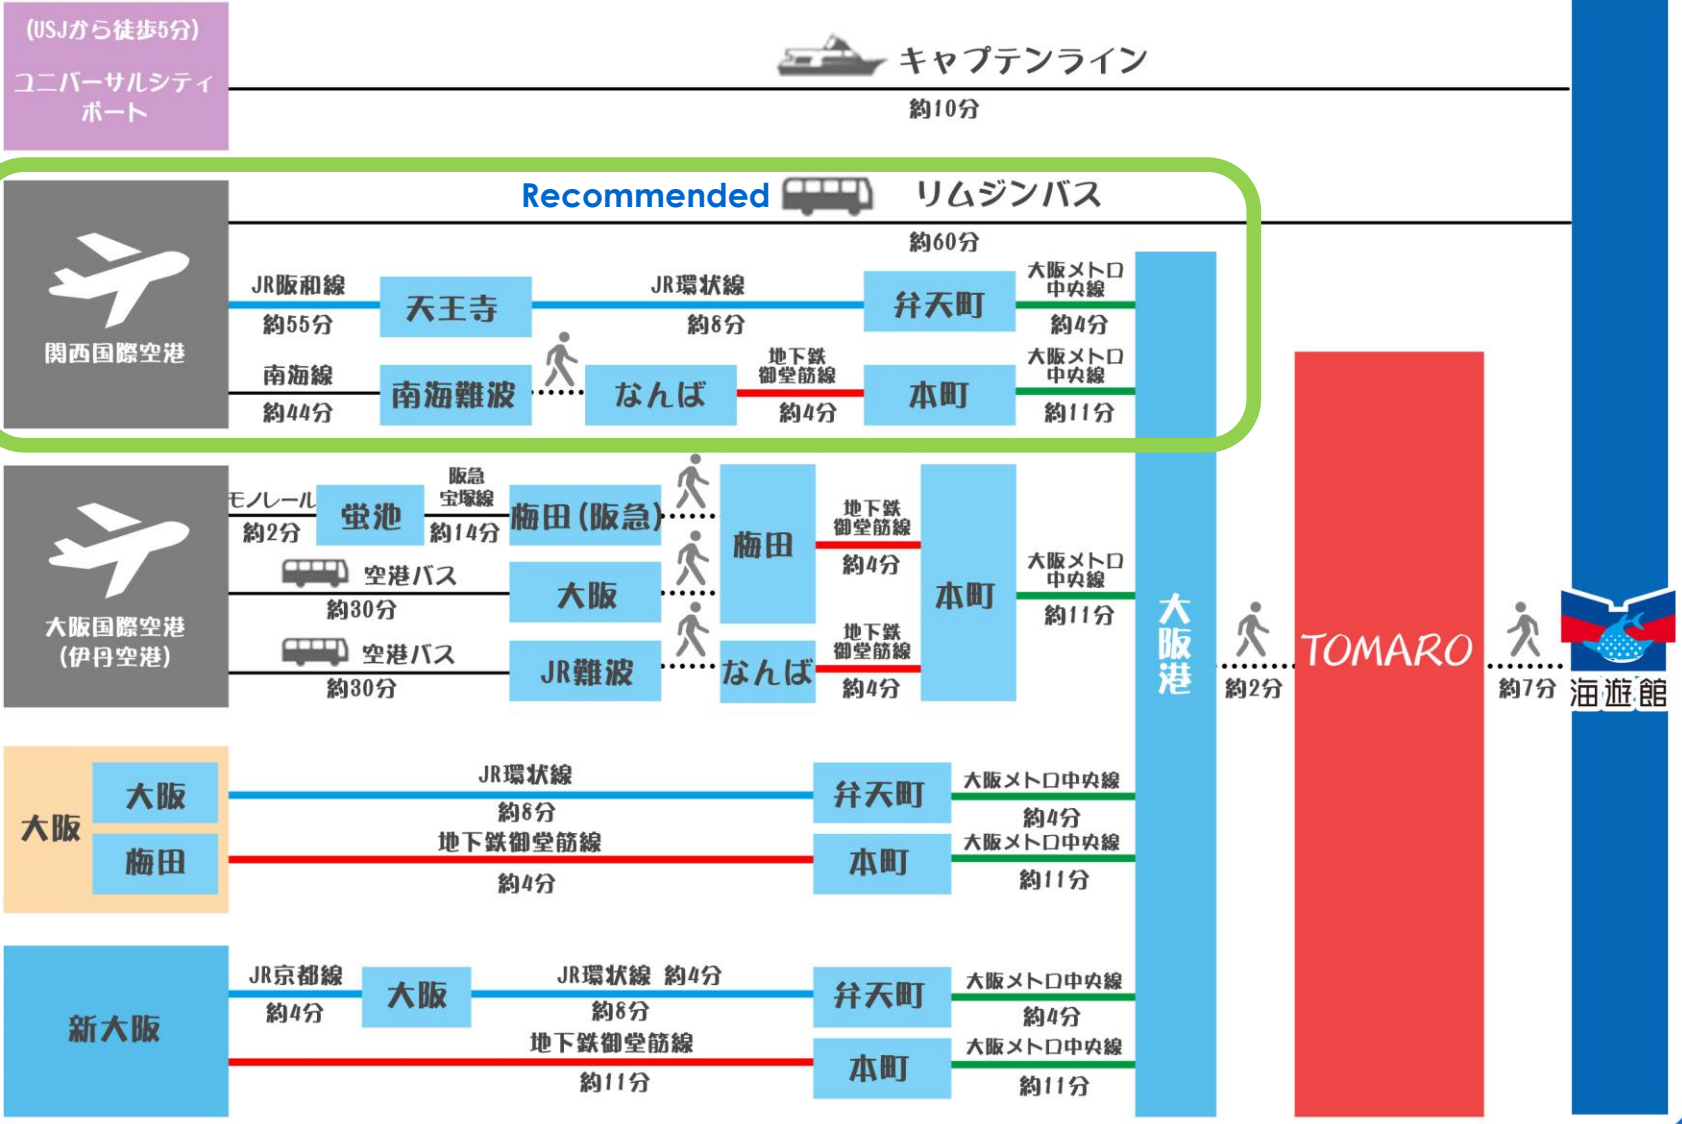 (USJから徒歩5分)
ユニバーサルシティ
ポート
キャプテンライン
約10分
Recommended
リムジンバス
約60分
関西国際空港
JR阪和線
約55分
天王寺
JR環状線
約8分
弁天町
大阪メトロ
中央線
約4分
南海線
約44分
南海難波
なんば
地下鉄
御堂筋線
約4分
本町
大阪メトロ
中央線
約11分
大阪国際空港
(伊丹空港)
モノレール
約2分
蛍池
阪急
宝塚線
約14分
梅田(阪急)
空港バス
約30分
大阪
梅田
地下鉄
御堂筋線
約4分
空港バス
約30分
JR難波
なんば
地下鉄
御堂筋線
約4分
本町
大阪メトロ
中央線
約11分
大阪港
約2分
TOMARO
約7分
海遊館
大阪
大阪
JR環状線
約8分
弁天町
大阪メトロ中央線
約4分
梅田
地下鉄御堂筋線
約4分
本町
大阪メトロ中央線
約11分
新大阪
JR京都線
約4分
大阪
JR環状線 約4分
約8分
弁天町
大阪メトロ中央線
約4分
地下鉄御堂筋線
約11分
本町
大阪メトロ中央線
約11分